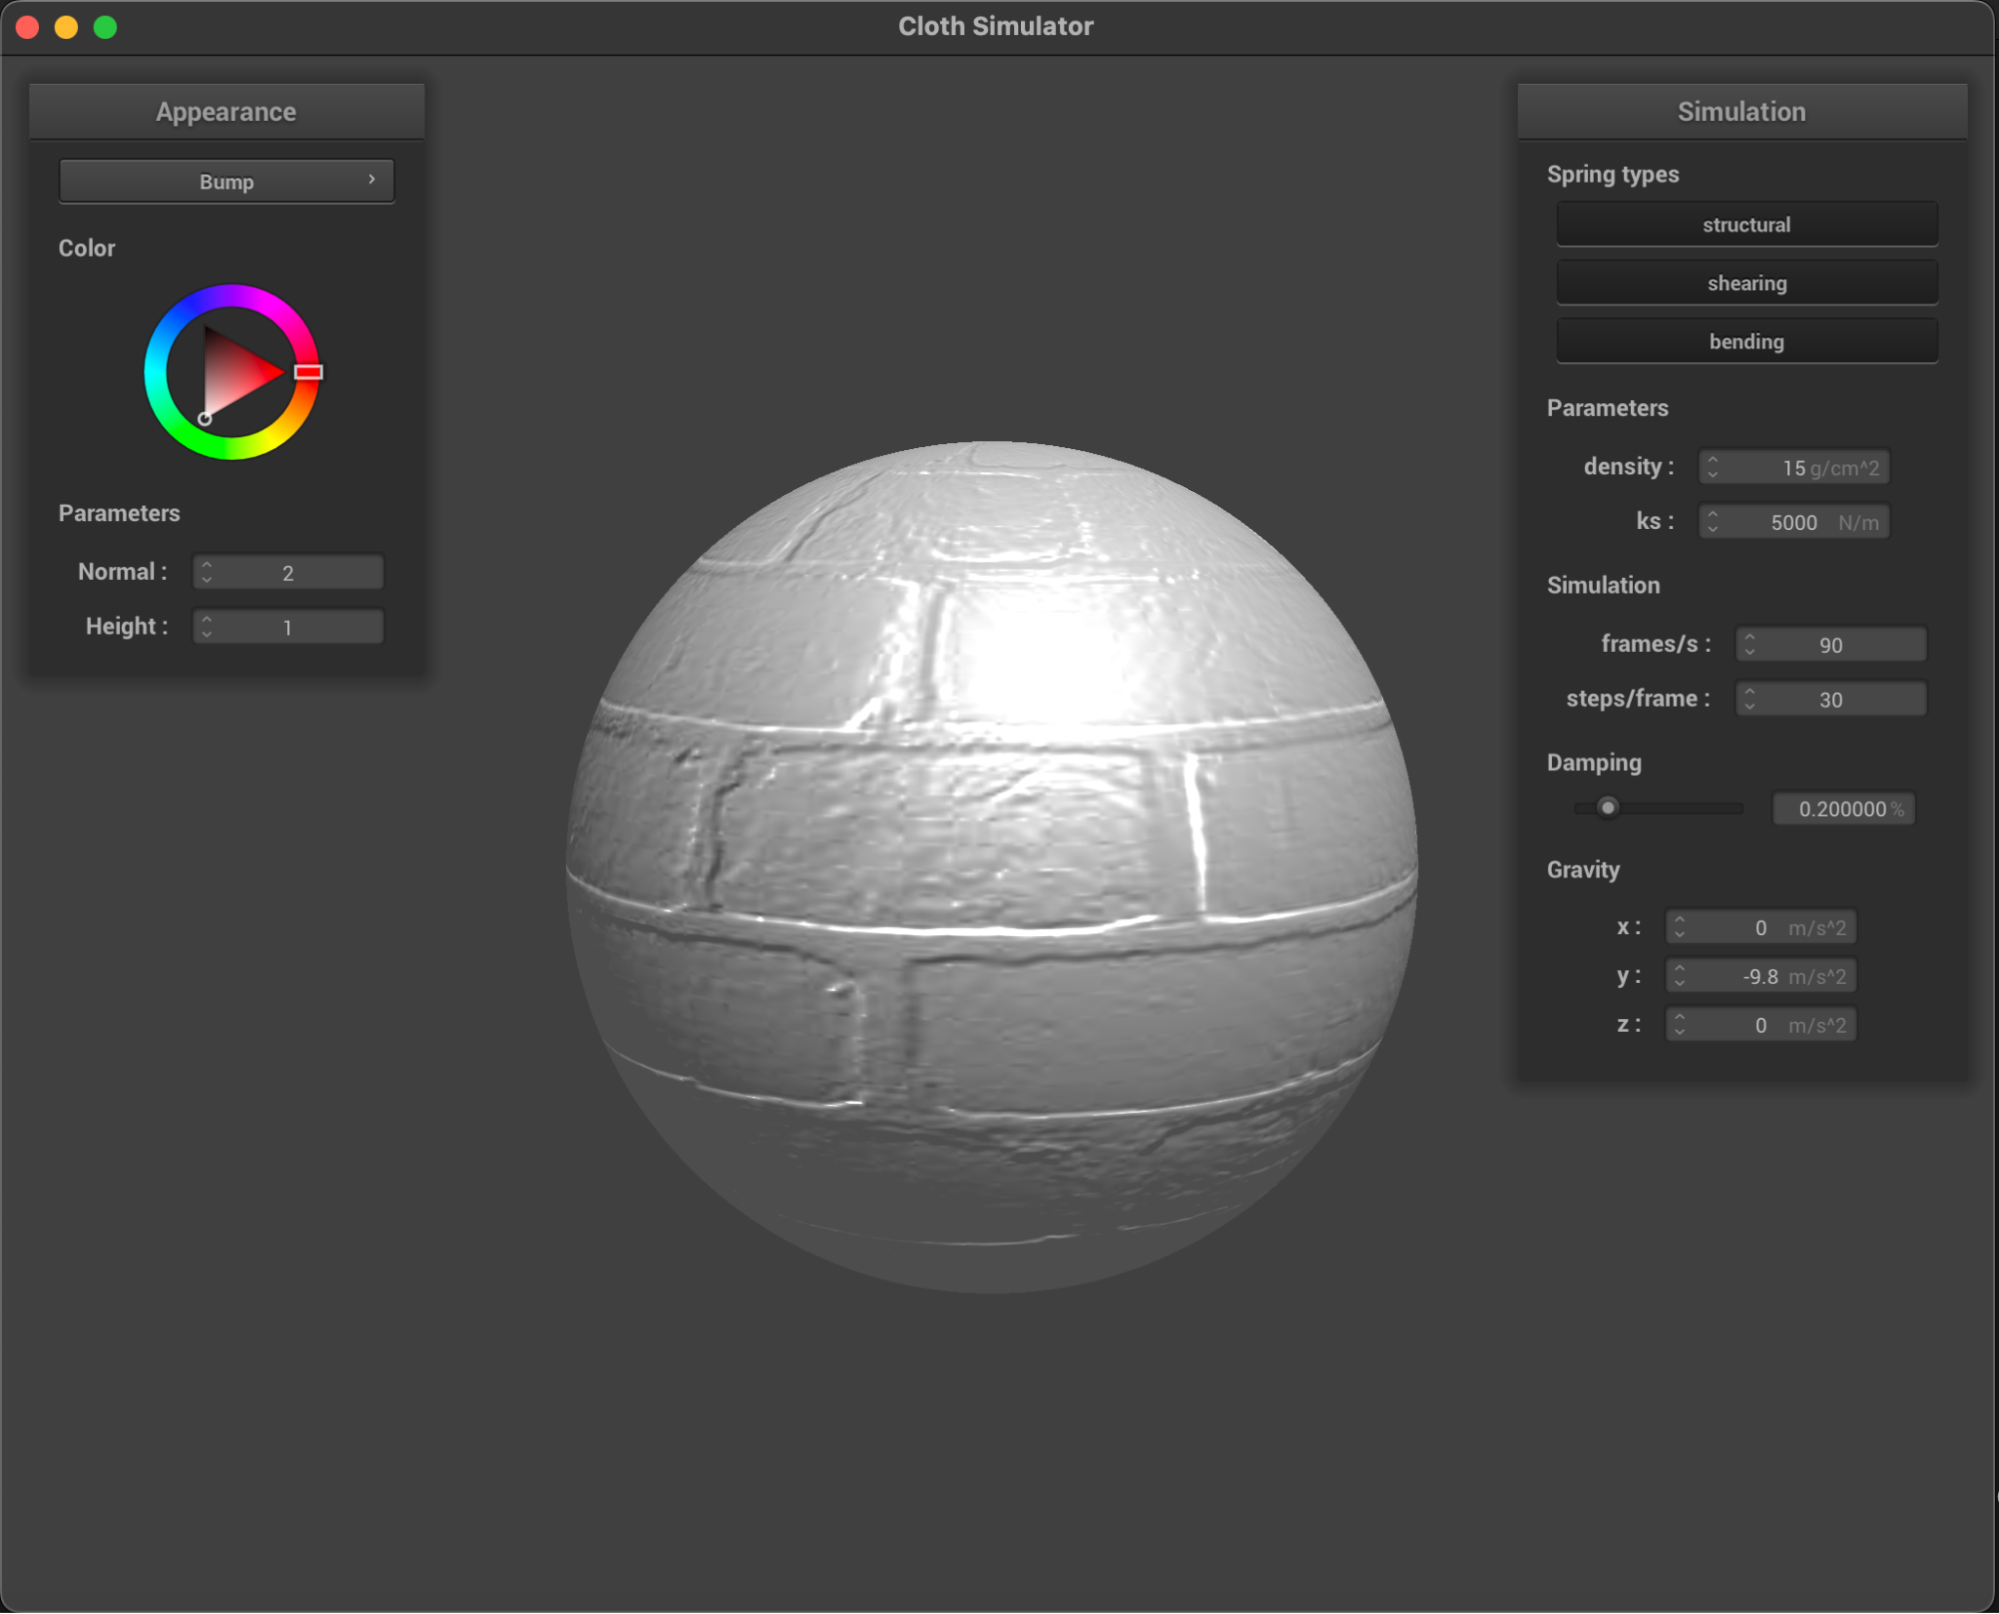 Cloth Simulator
Appearance
Bump
Color
Parameters
Normal : 2
Height : 1
Simulation
Spring types
structural
shearing
bending
Parameters
density : 15 g/cm^2
ks : 5000 N/m
Simulation
frames/s : 90
steps/frame : 30
Damping
0.200000 %
Gravity
x : 0 m/s^2
y : -9.8 m/s^2
z : 0 m/s^2